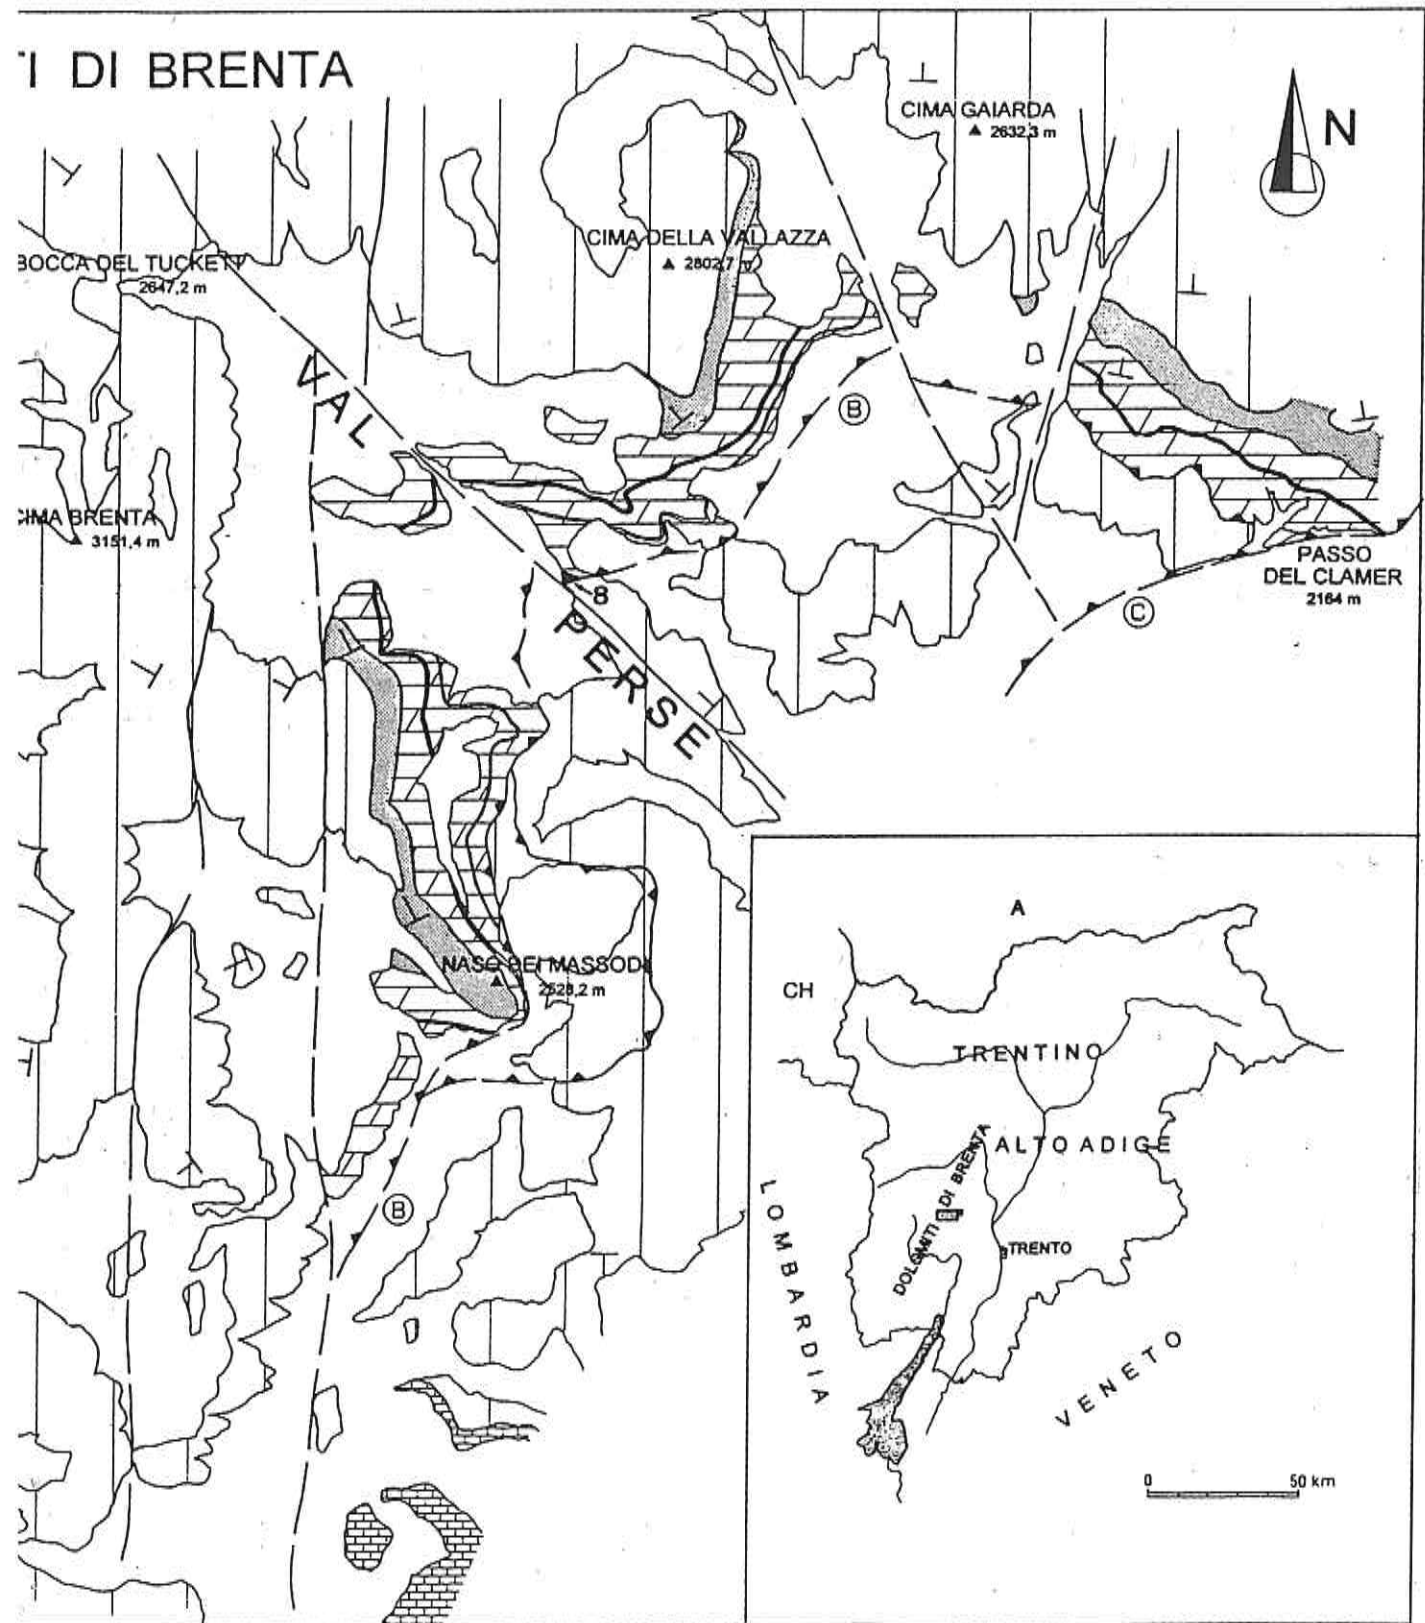 TI DI BRENTA
CIMA GAIARDA
2632,3 m
N
CIMA DELLA VALLAZZA
2802,7 m
BOCCA DEL TUCKETT
2647,2 m
VAL
B
CIMA BRENTA
3151,4 m
PASSO
DEL CLAMER
2164 m
8
C
PERSE
NASO DEI MASSODI
2528,2 m
B
A
CH
TRENTINO
ALTO ADIGE
DOLOMITI DI BRENTA
TRENTO
LOMBARDIA
VENETO
0 50 km